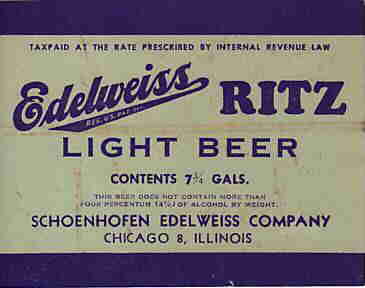 TAXPAID AT THE RATE PRESCRIBED BY INTERNAL REVENUE LAW
Edelweiss RITZ
REG. U.S. PAT. OFF.
LIGHT BEER
CONTENTS 7 3/4 GALS.
THIS BEER DOES NOT CONTAIN MORE THAN
FOUR PERCENTUM (4%) OF ALCOHOL BY WEIGHT.
SCHOENHOFEN EDELWEISS COMPANY
CHICAGO 8, ILLINOIS